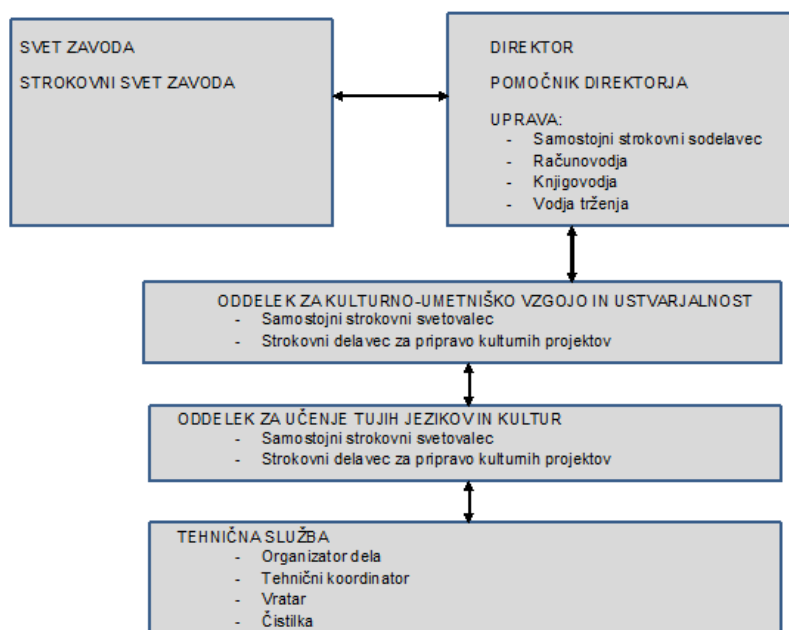 SVET ZAVODA
STROKOVNI SVET ZAVODA
DIREKTOR
POMOČNIK DIREKTORJA
UPRAVA:
- Samostojni strokovni sodelavec
- Računovodja
- Knjigovodja
- Vodja trženja
ODDELEK ZA KULTURNO-UMETNIŠKO VZGOJO IN USTVARJALNOST
- Samostojni strokovni svetovalec
- Strokovni delavec za pripravo kulturnih projektov
ODDELEK ZA UČENJE TUJIH JEZIKOV IN KULTUR
- Samostojni strokovni svetovalec
- Strokovni delavec za pripravo kulturnih projektov
TEHNIČNA SLUŽBA
- Organizator dela
- Tehnični koordinator
- Vratar
- Čistilka